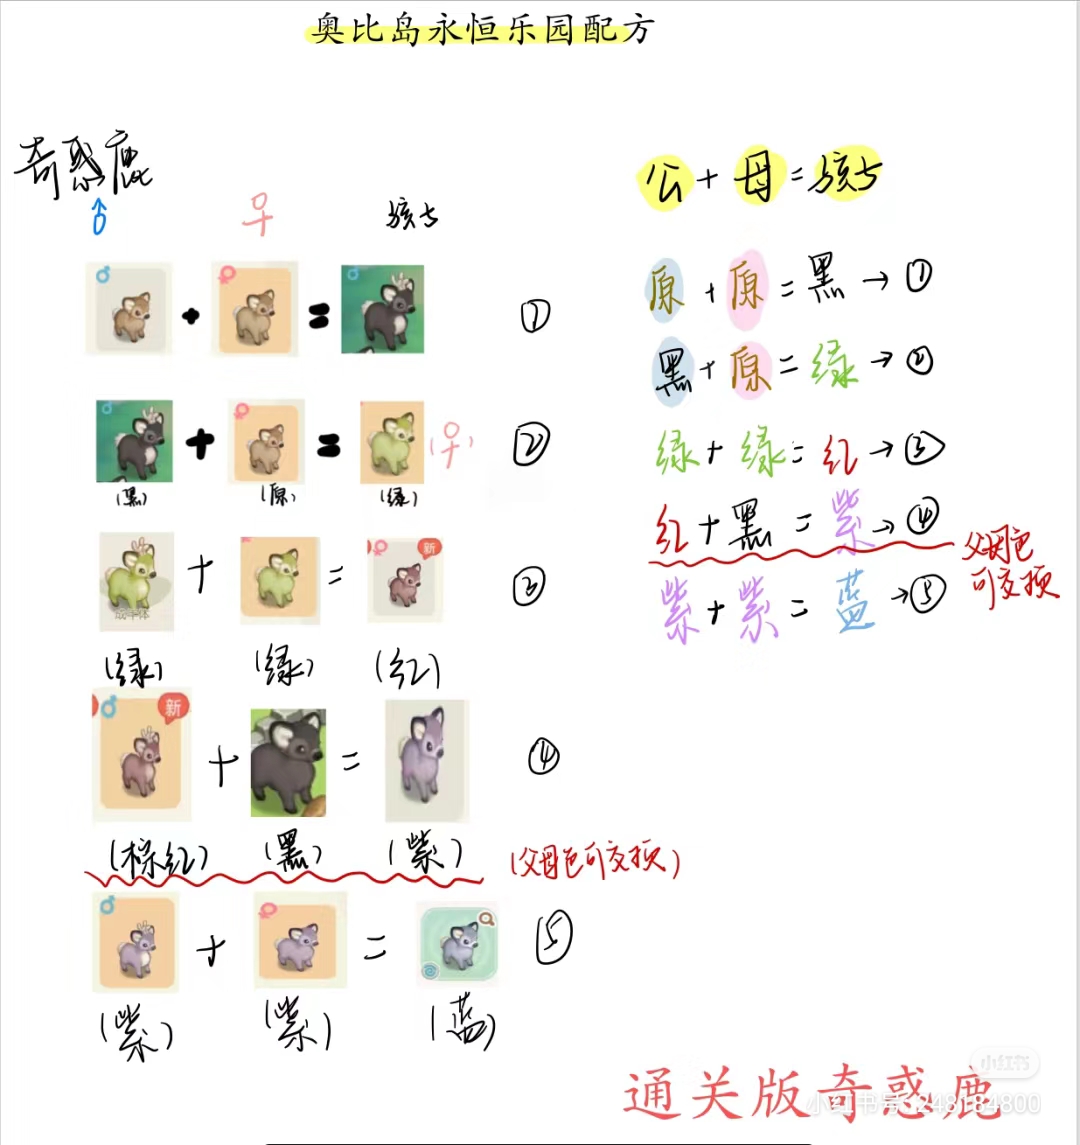 奥比岛永恒乐园配方
奇惑鹿
♂ ♀ 孩子
+ = ①
+ = (♀) ②
(黑) (原) (绿)
新
+ = ③
成年体
(绿) (绿) (红)
新
+ = ④
(棕红) (黑) (紫) (父母色可交换)
+ = ⑤
(紫) (紫) (蓝)
公+母=孩子
原+原=黑→①
黑+原=绿→②
绿+绿=红→③
红+黑=紫→④
父母色
可交换
紫+紫=蓝→⑤
通关版奇惑鹿
小红书
小红书号: 248184800